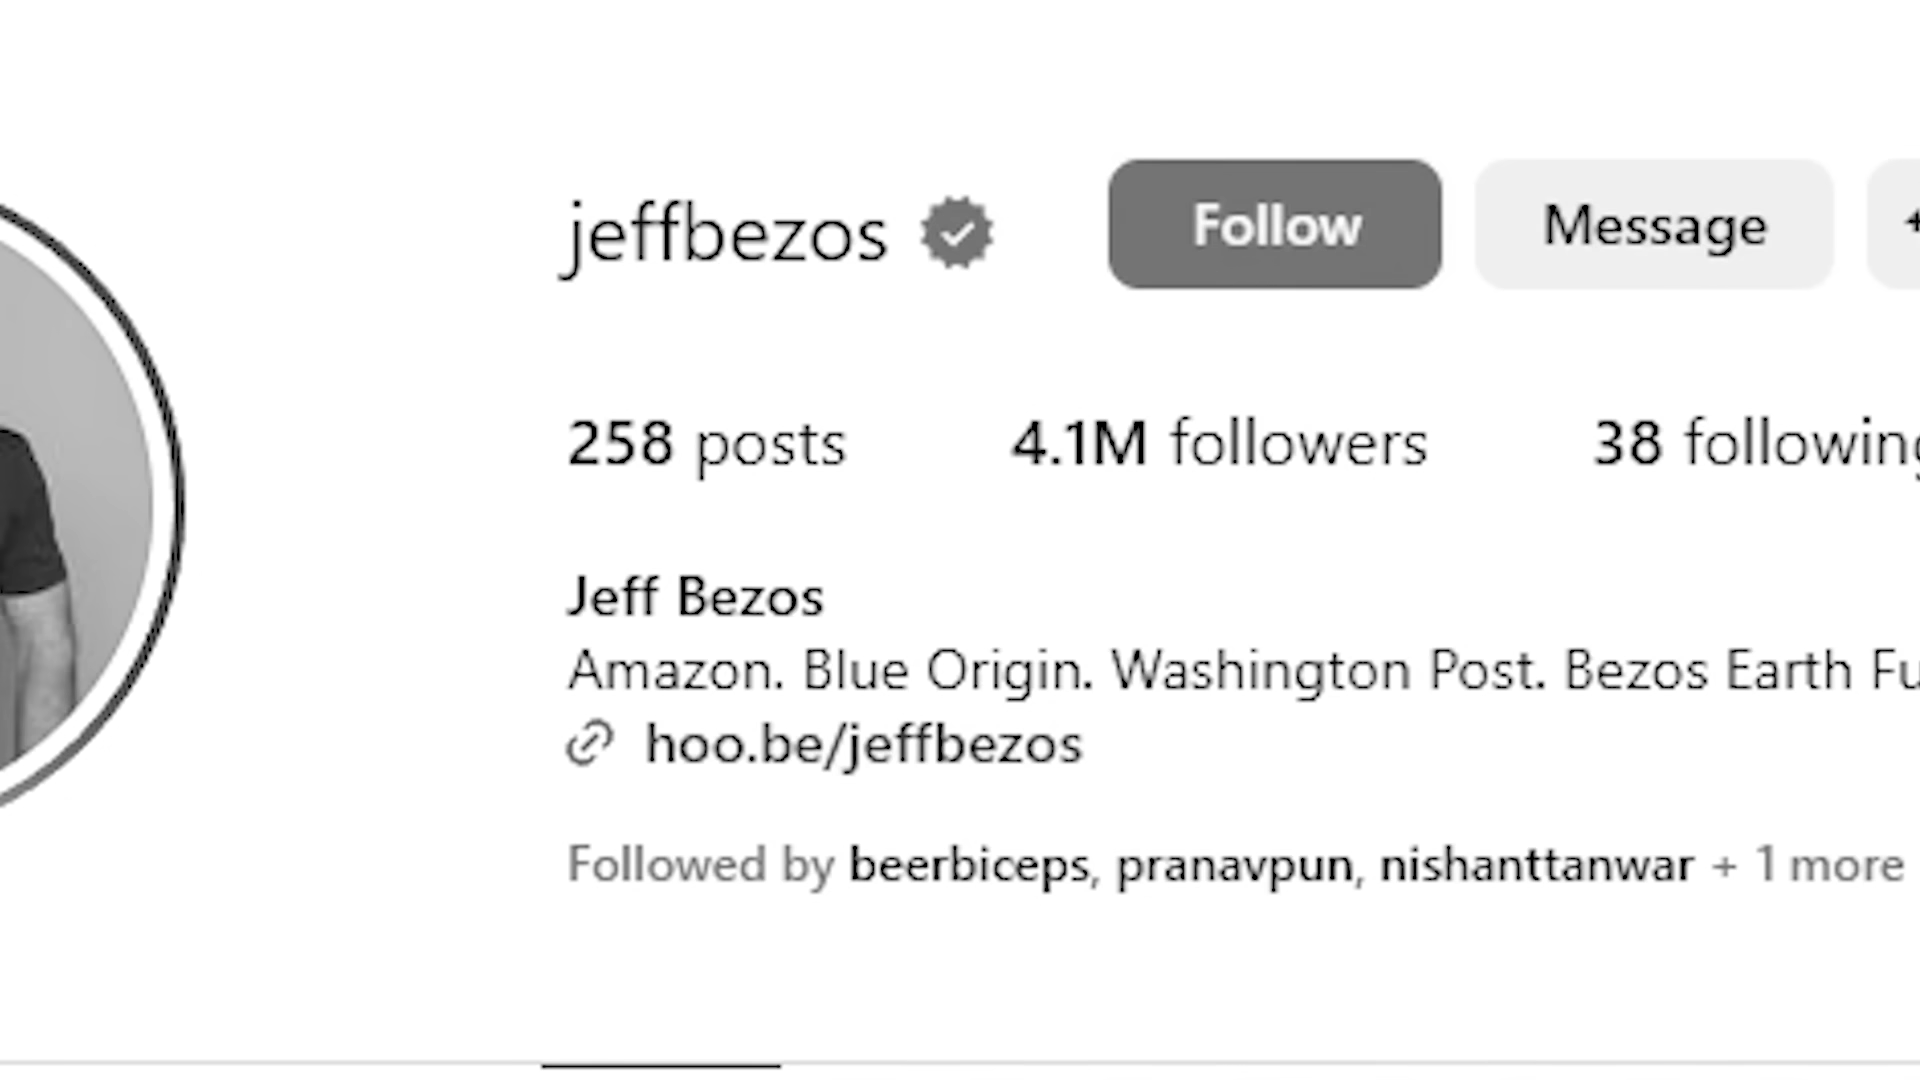 jeffbezos Follow Message
258 posts 4.1M followers 38 following
Jeff Bezos
Amazon. Blue Origin. Washington Post. Bezos Earth Fu
hoo.be/jeffbezos
Followed by beerbiceps, pranavpun, nishanttanwar + 1 more